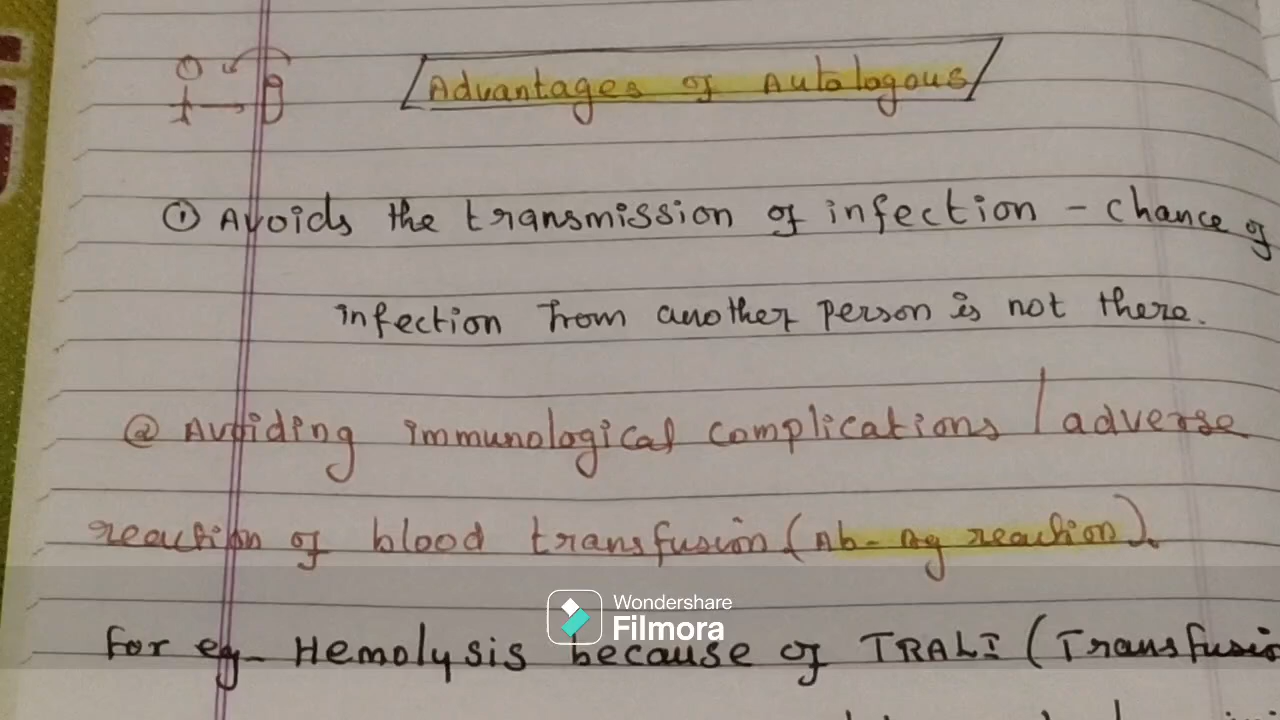 Advantages of Autologous
① Avoids the transmission of infection - chance of
infection from another person is not there.
② Avoiding immunological complications / adverse
reaction of blood transfusion (Ab-Ag reaction).
Wondershare
Filmora
For eg- Hemolysis because of TRALI (Transfusio